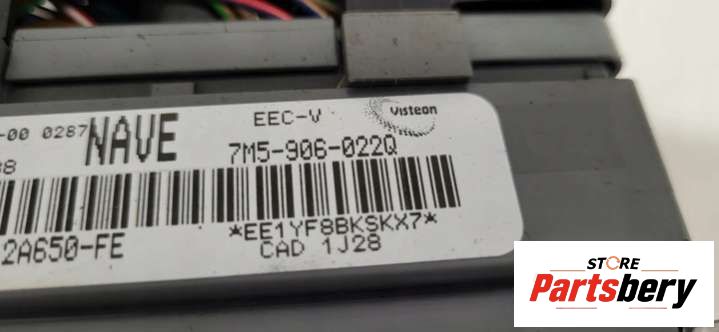 EEC-V
Visteon
-00 0287
NAVE
7M5-906-022Q
*EE1YF8BKSKX7*
2A650-FE
CAD 1J28
STORE
Partsbery